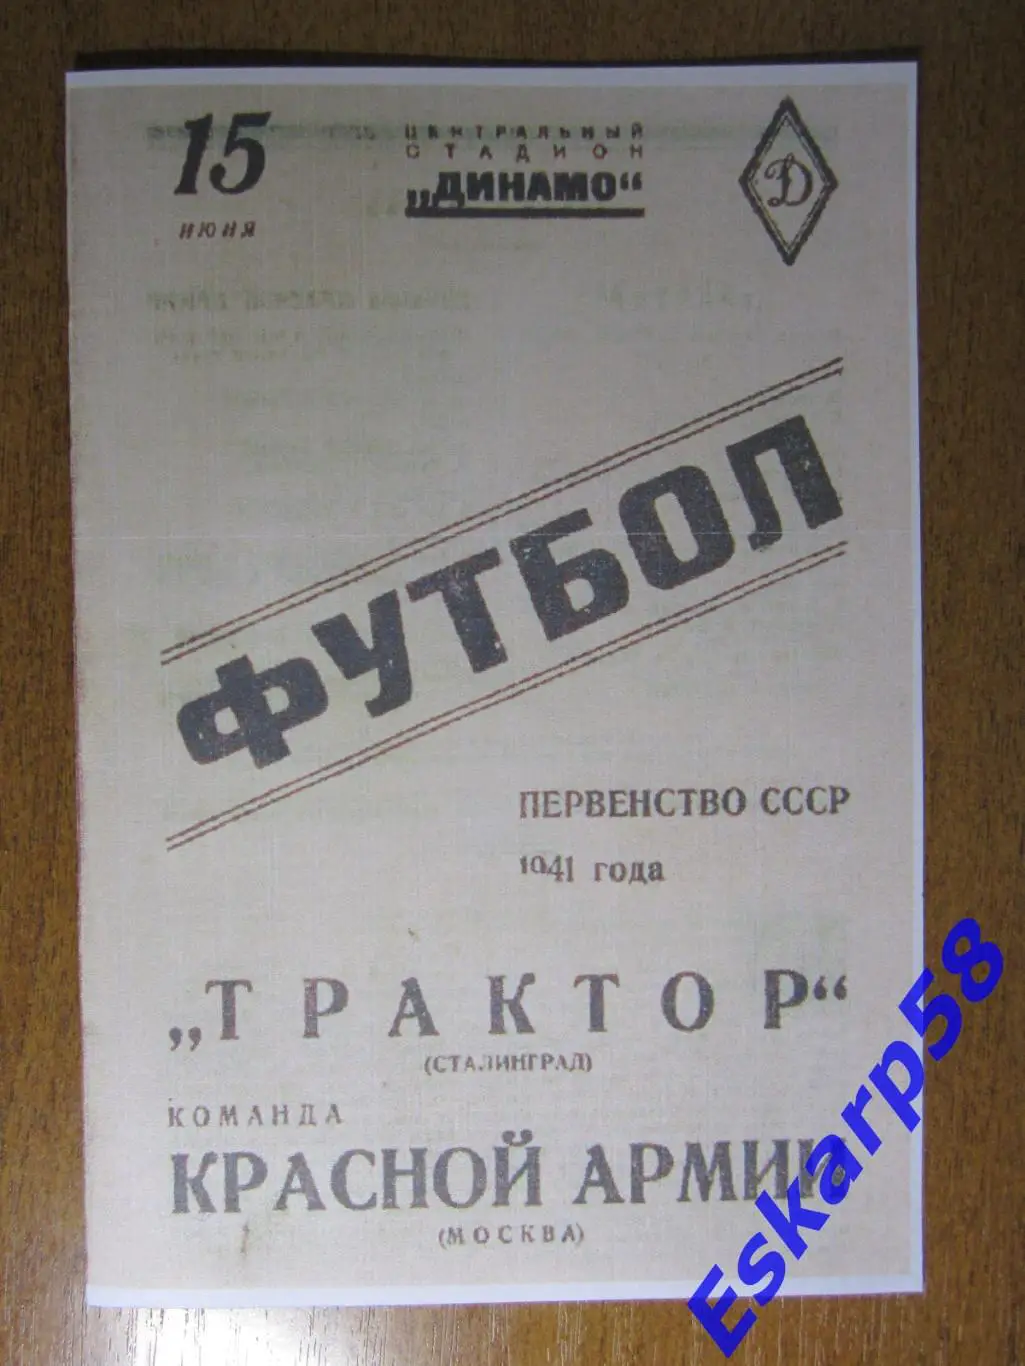 15
июня
ЦЕНТРАЛЬНЫЙ
СТАДИОН
„ДИНАМО“
Д
ФУТБОЛ
ПЕРВЕНСТВО СССР
1941 года
„ТРАКТОР“
(СТАЛИНГРАД)
КОМАНДА
КРАСНОЙ АРМИИ
(МОСКВА)
Eskarp58